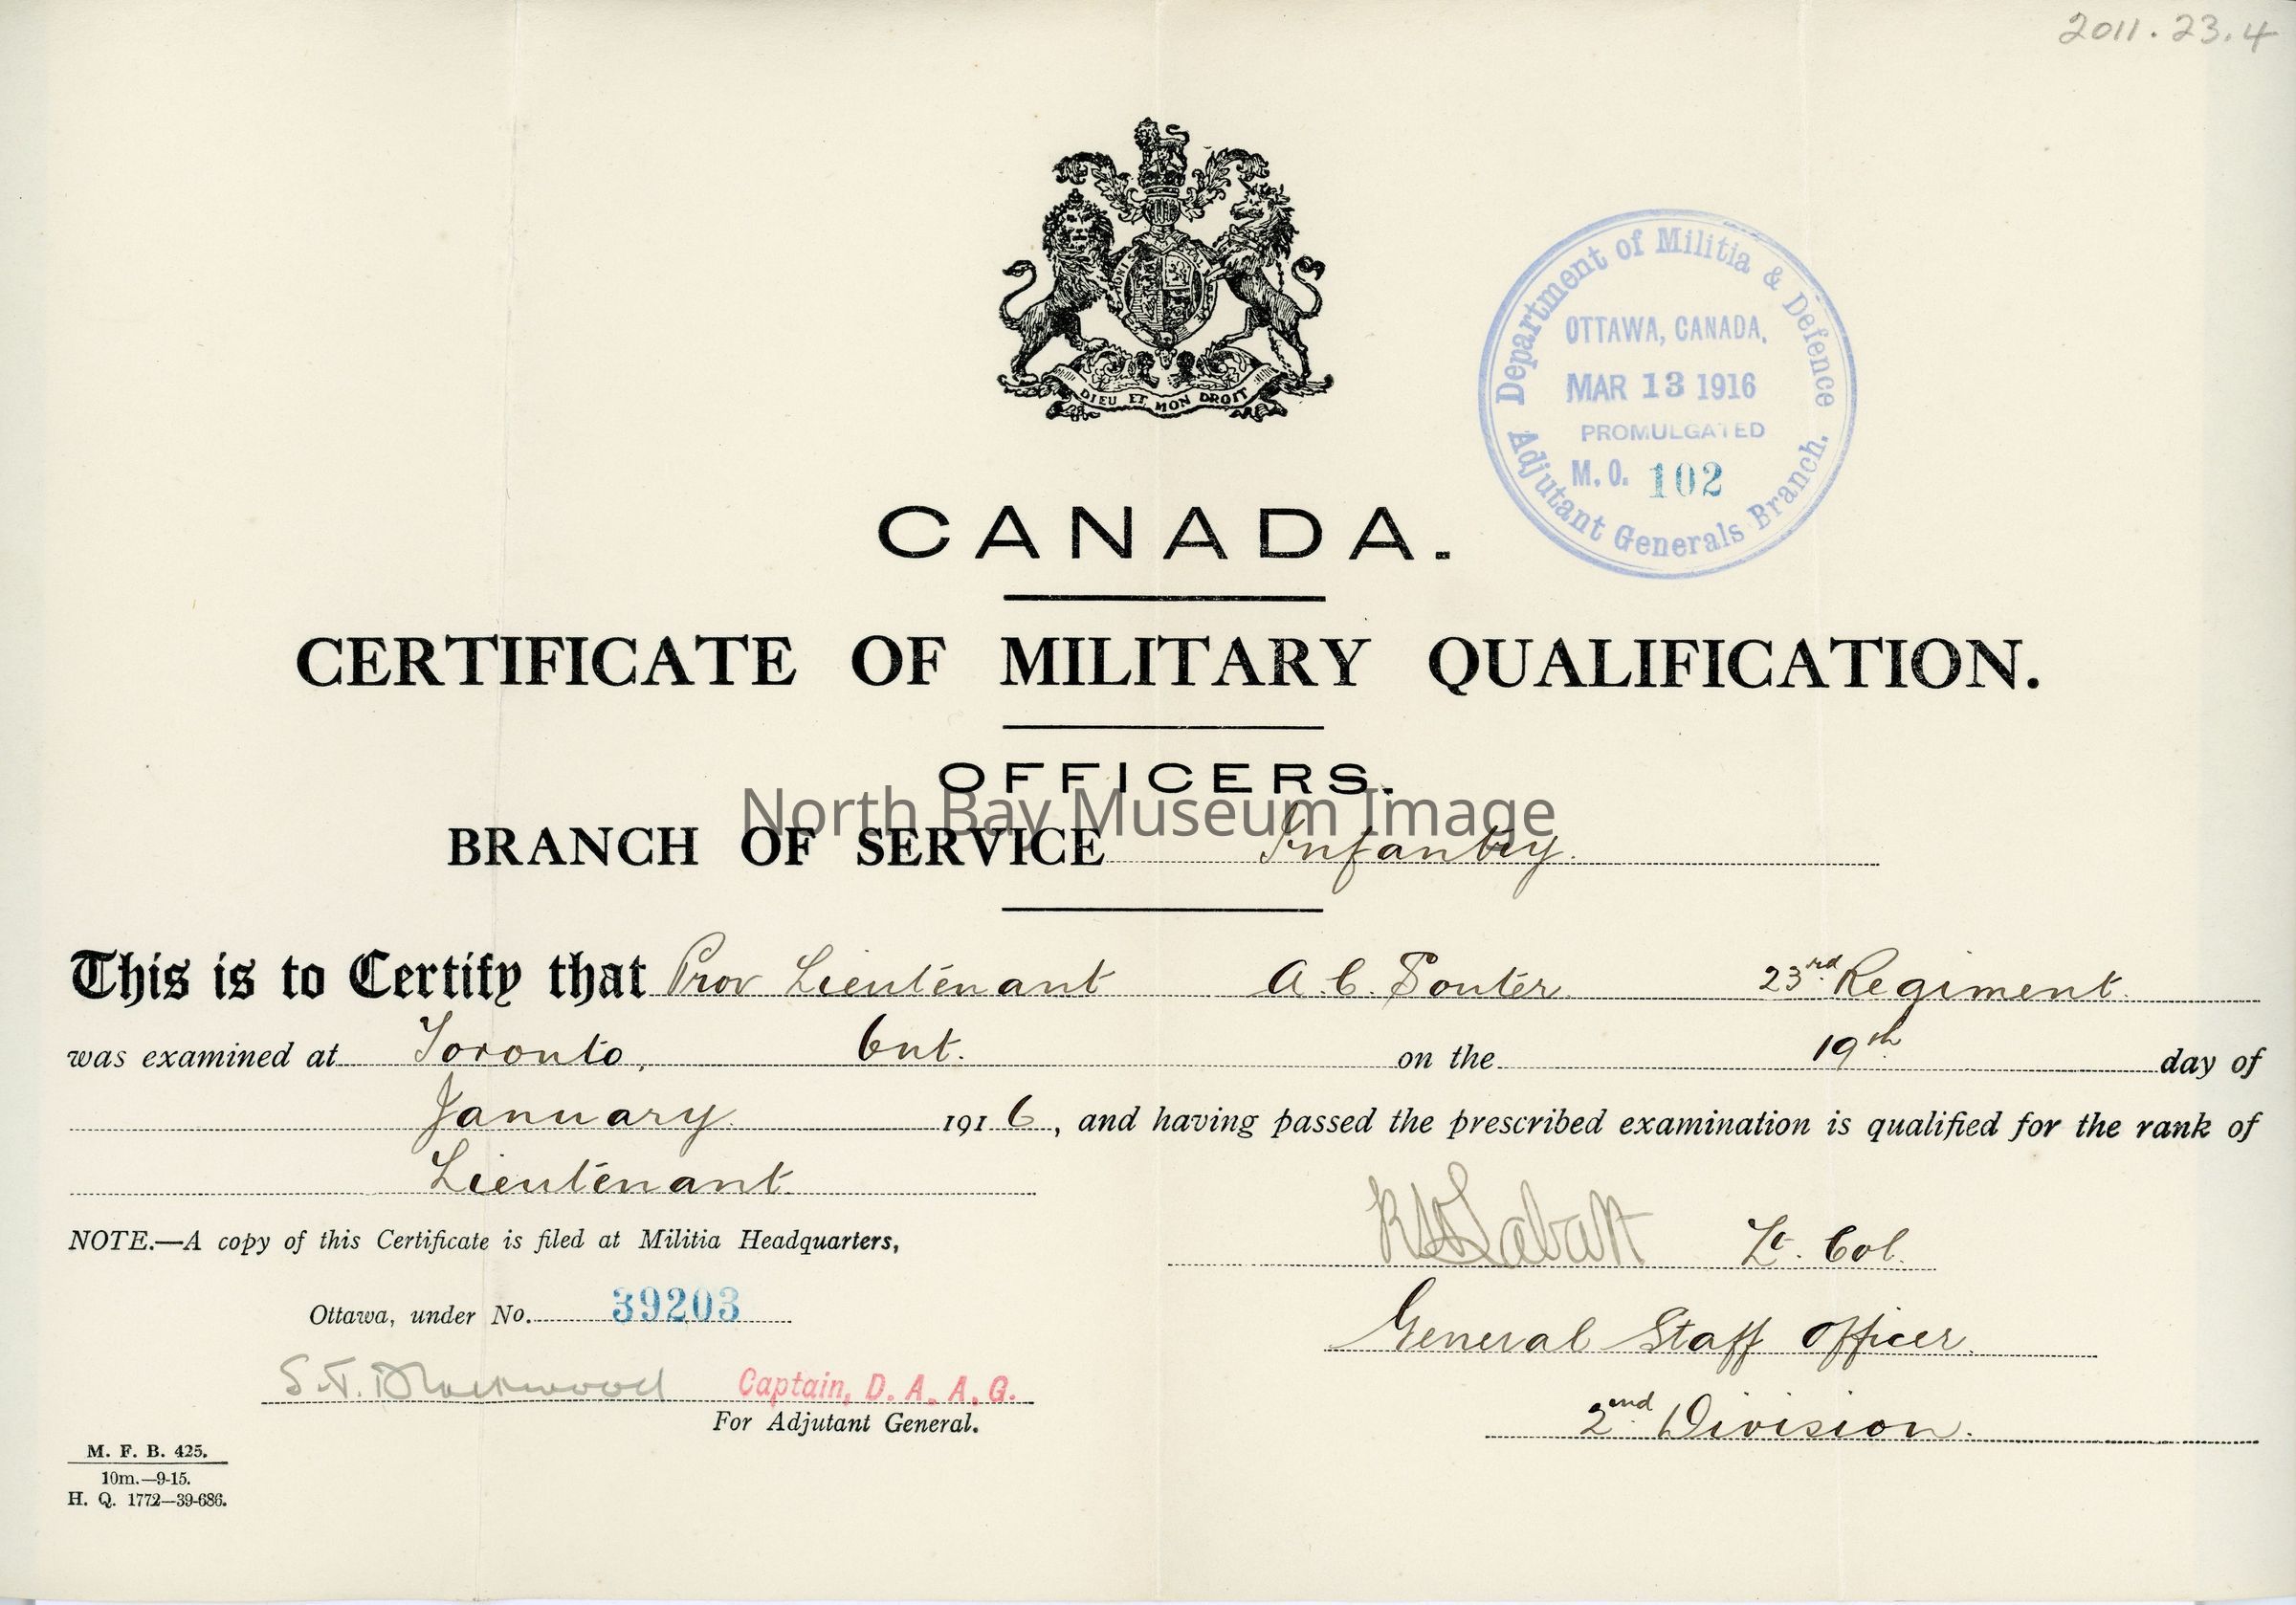 2011.23.4
DIEU ET MON DROIT
Department of Militia & Defence
OTTAWA, CANADA,
MAR 13 1916
PROMULGATED
M. O. 102
Adjutant Generals Branch.
CANADA.
CERTIFICATE OF MILITARY QUALIFICATION.
OFFICERS.
North Bay Museum Image
BRANCH OF SERVICE Infantry.
This is to Certify that Prov Lieutenant A. C. Souter. 23rd Regiment.
was examined at Toronto, Ont. on the 19th day of
January. 1916, and having passed the prescribed examination is qualified for the rank of
Lieutenant.
NOTE.—A copy of this Certificate is filed at Militia Headquarters,
Labatt Lt. Col.
Ottawa, under No. 39203
General Staff Officer.
S. Captain, D. A. A. G.
For Adjutant General.
2nd Division.
M. F. B. 425.
10m.—9-15.
H. Q. 1772—39-686.